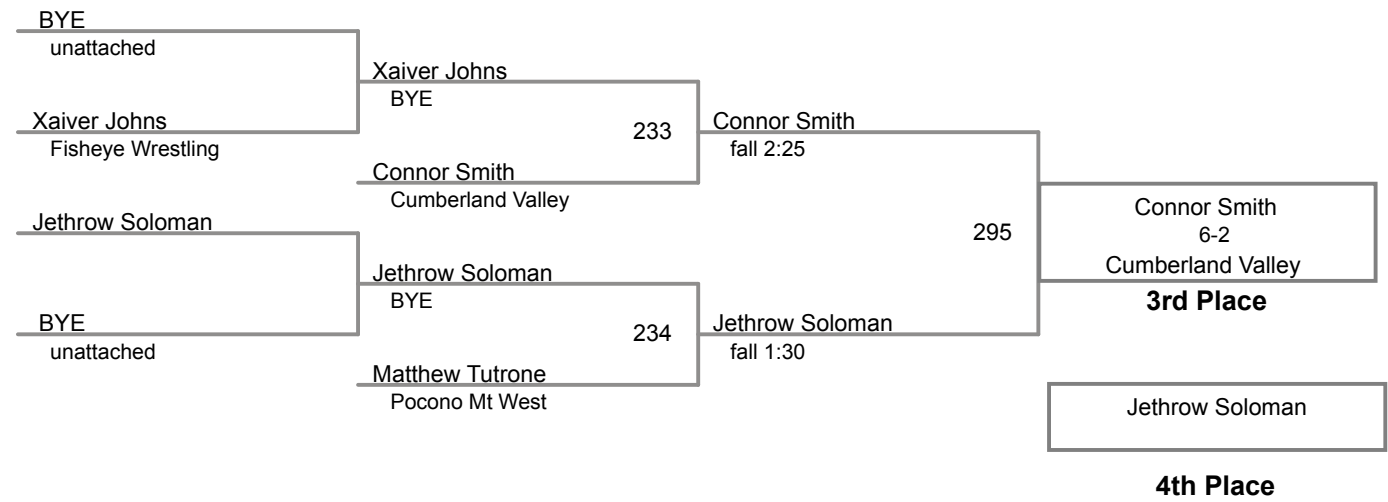 BYE
unattached
Xaiver Johns
BYE
Xaiver Johns
Fisheye Wrestling
233
Connor Smith
fall 2:25
Connor Smith
Cumberland Valley
Jethrow Soloman
295
Connor Smith
6-2
Cumberland Valley
3rd Place
Jethrow Soloman
BYE
BYE
unattached
234
Jethrow Soloman
fall 1:30
Matthew Tutrone
Pocono Mt West
Jethrow Soloman
4th Place